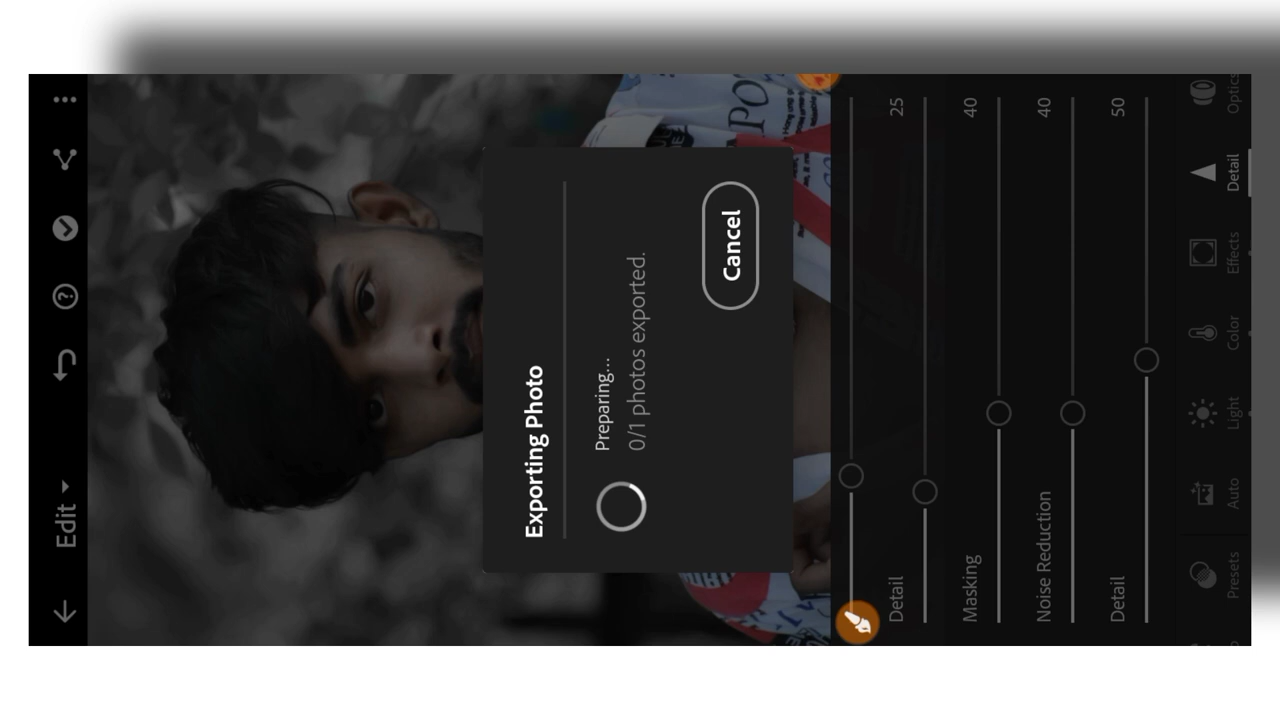 Edit
PO
Exporting Photo
Preparing...
0/1 photos exported.
Cancel
Detail 25
Masking 40
Noise Reduction 40
Detail 50
Presets Auto Light Color Effects Detail Optics